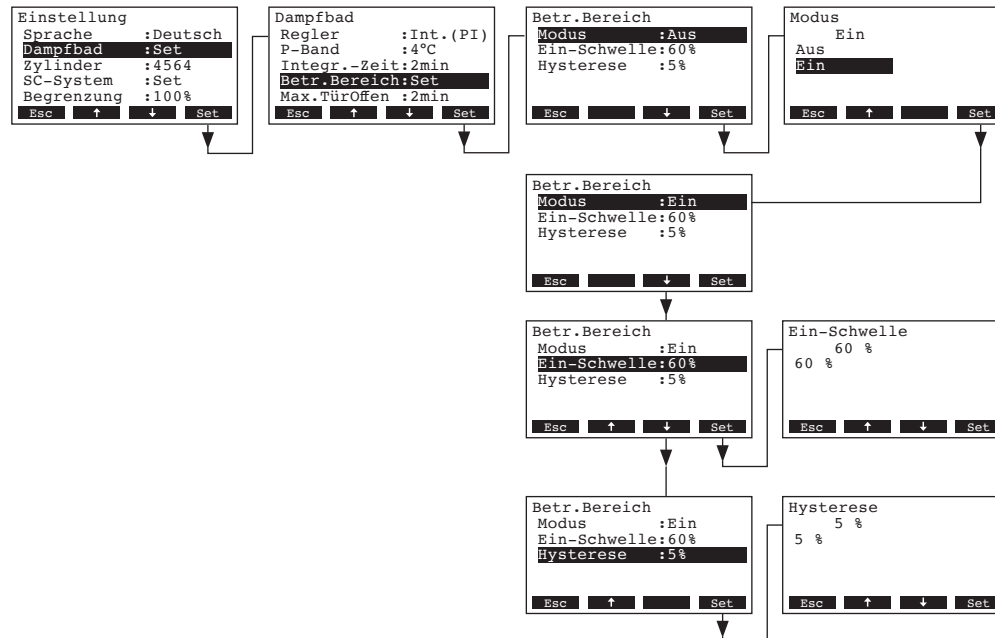 Einstellung
Sprache :Deutsch
Dampfbad :Set
Zylinder :4564
SC-System :Set
Begrenzung :100%
Esc ↑ ↓ Set
Dampfbad
Regler :Int.(PI)
P-Band :4°C
Integr.-Zeit:2min
Betr.Bereich:Set
Max.TürOffen :2min
Esc ↑ ↓ Set
Betr.Bereich
Modus :Aus
Ein-Schwelle:60%
Hysterese :5%
Esc ↓ Set
Modus
Ein
Aus
Ein
Esc ↑ Set
Betr.Bereich
Modus :Ein
Ein-Schwelle:60%
Hysterese :5%
Esc ↓ Set
Betr.Bereich
Modus :Ein
Ein-Schwelle:60%
Hysterese :5%
Esc ↑ ↓ Set
Ein-Schwelle
60 %
60 %
Esc ↑ ↓ Set
Betr.Bereich
Modus :Ein
Ein-Schwelle:60%
Hysterese :5%
Esc ↑ Set
Hysterese
5 %
5 %
Esc ↑ ↓ Set